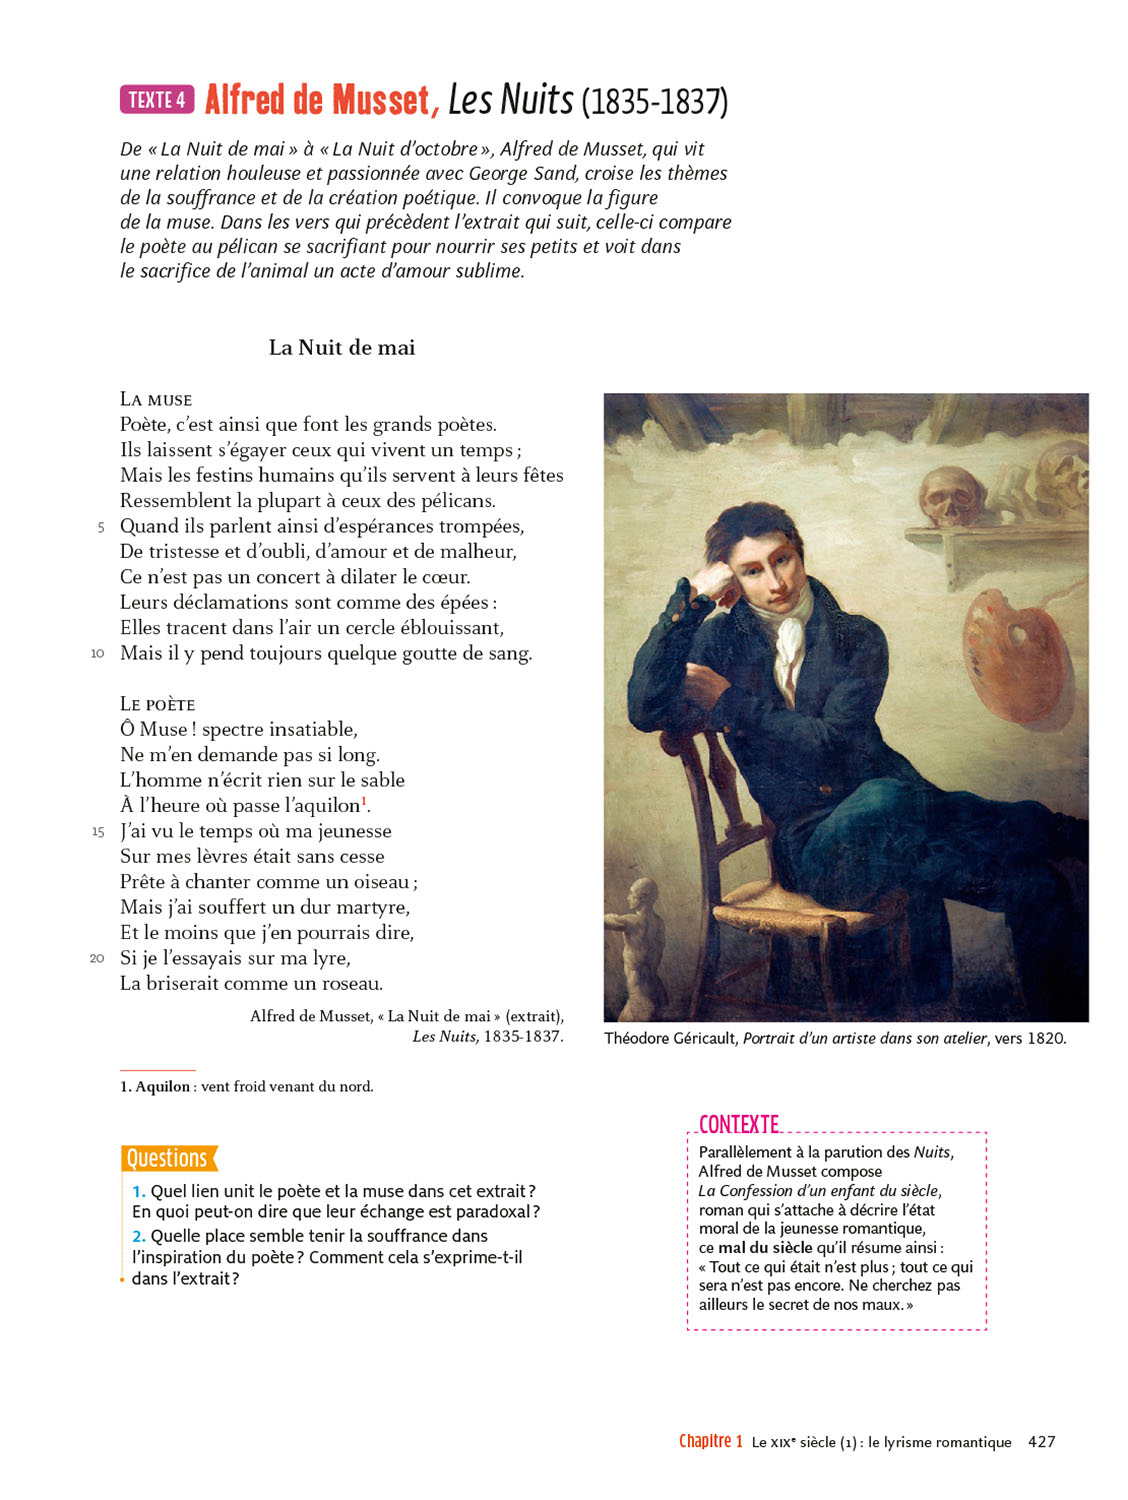 TEXTE 4 Alfred de Musset, Les Nuits (1835-1837)
De « La Nuit de mai » à « La Nuit d’octobre », Alfred de Musset, qui vit
une relation houleuse et passionnée avec George Sand, croise les thèmes
de la souffrance et de la création poétique. Il convoque la figure
de la muse. Dans les vers qui précèdent l’extrait qui suit, celle-ci compare
le poète au pélican se sacrifiant pour nourrir ses petits et voit dans
le sacrifice de l’animal un acte d’amour sublime.
La Nuit de mai
LA MUSE
Poète, c’est ainsi que font les grands poètes.
Ils laissent s’égayer ceux qui vivent un temps ;
Mais les festins humains qu’ils servent à leurs fêtes
Ressemblent la plupart à ceux des pélicans.
5 Quand ils parlent ainsi d’espérances trompées,
De tristesse et d’oubli, d’amour et de malheur,
Ce n’est pas un concert à dilater le cœur.
Leurs déclamations sont comme des épées :
Elles tracent dans l’air un cercle éblouissant,
10 Mais il y pend toujours quelque goutte de sang.
LE POÈTE
Ô Muse ! spectre insatiable,
Ne m’en demande pas si long.
L’homme n’écrit rien sur le sable
À l’heure où passe l’aquilon1.
15 J’ai vu le temps où ma jeunesse
Sur mes lèvres était sans cesse
Prête à chanter comme un oiseau ;
Mais j’ai souffert un dur martyre,
Et le moins que j’en pourrais dire,
20 Si je l’essayais sur ma lyre,
La briserait comme un roseau.
Alfred de Musset, « La Nuit de mai » (extrait),
Les Nuits, 1835-1837.
Théodore Géricault, Portrait d’un artiste dans son atelier, vers 1820.
1. Aquilon : vent froid venant du nord.
Questions
1. Quel lien unit le poète et la muse dans cet extrait ?
En quoi peut-on dire que leur échange est paradoxal ?
2. Quelle place semble tenir la souffrance dans
l’inspiration du poète ? Comment cela s’exprime-t-il
dans l’extrait ?
CONTEXTE
Parallèlement à la parution des Nuits,
Alfred de Musset compose
La Confession d’un enfant du siècle,
roman qui s’attache à décrire l’état
moral de la jeunesse romantique,
ce mal du siècle qu’il résume ainsi :
« Tout ce qui était n’est plus ; tout ce qui
sera n’est pas encore. Ne cherchez pas
ailleurs le secret de nos maux. »
Chapitre 1 Le XIXe siècle (1) : le lyrisme romantique 427